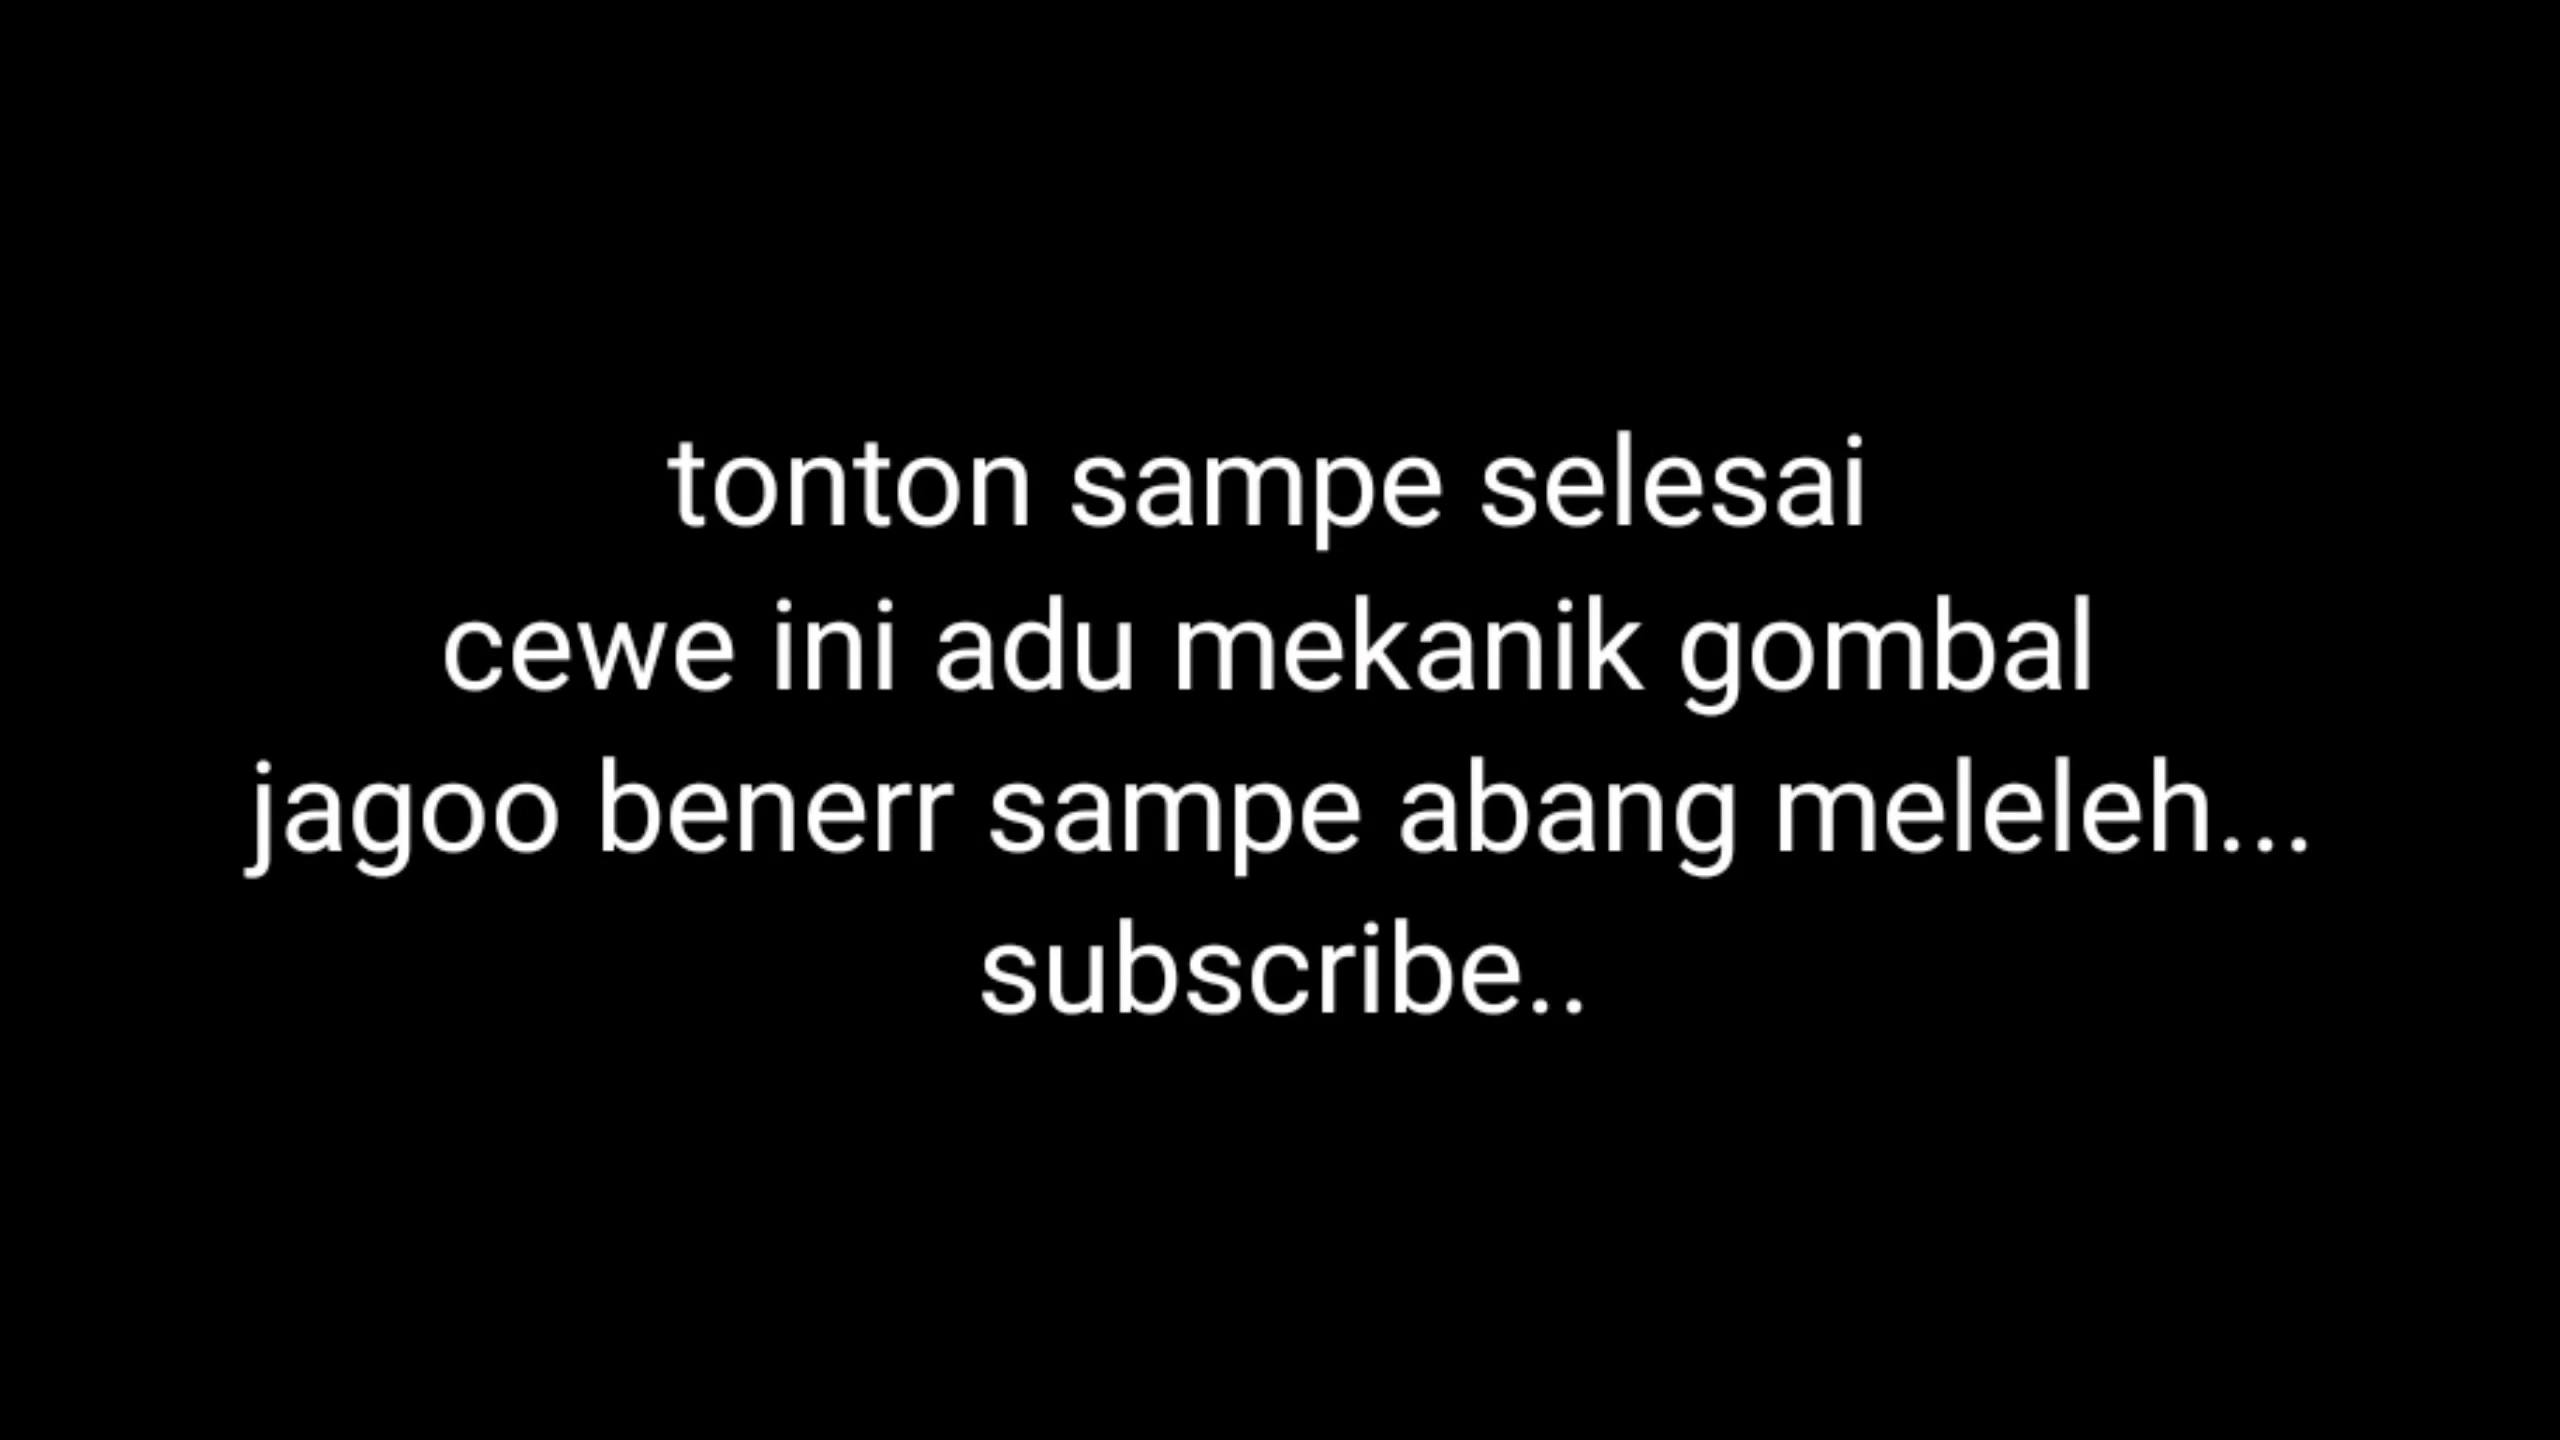 tonton sampe selesai
cewe ini adu mekanik gombal
jagoo benerr sampe abang meleleh...
subscribe..